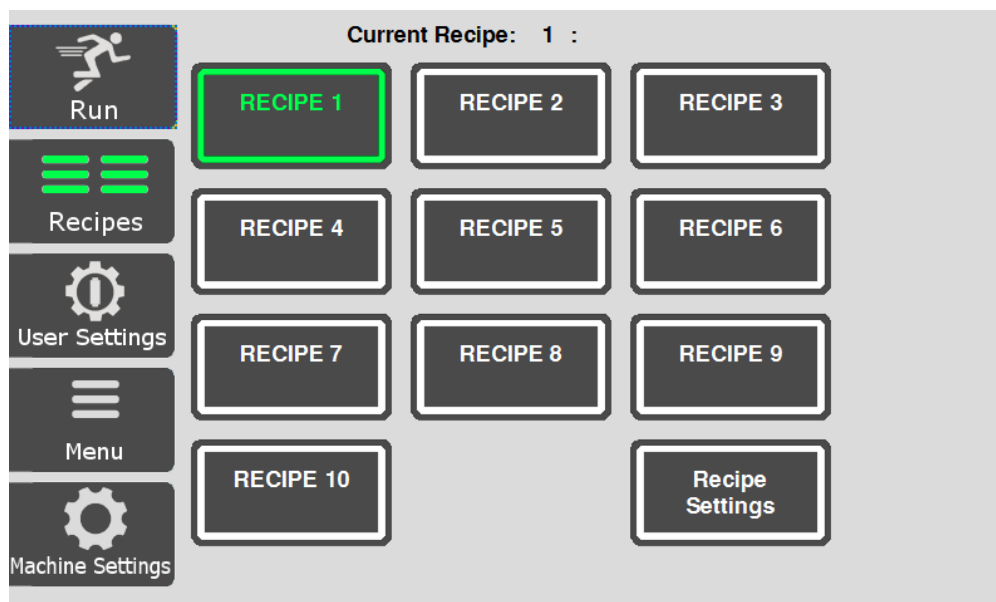 Current Recipe: 1 :
Run
RECIPE 1
RECIPE 2
RECIPE 3
Recipes
RECIPE 4
RECIPE 5
RECIPE 6
User Settings
RECIPE 7
RECIPE 8
RECIPE 9
Menu
RECIPE 10
Recipe
Settings
Machine Settings